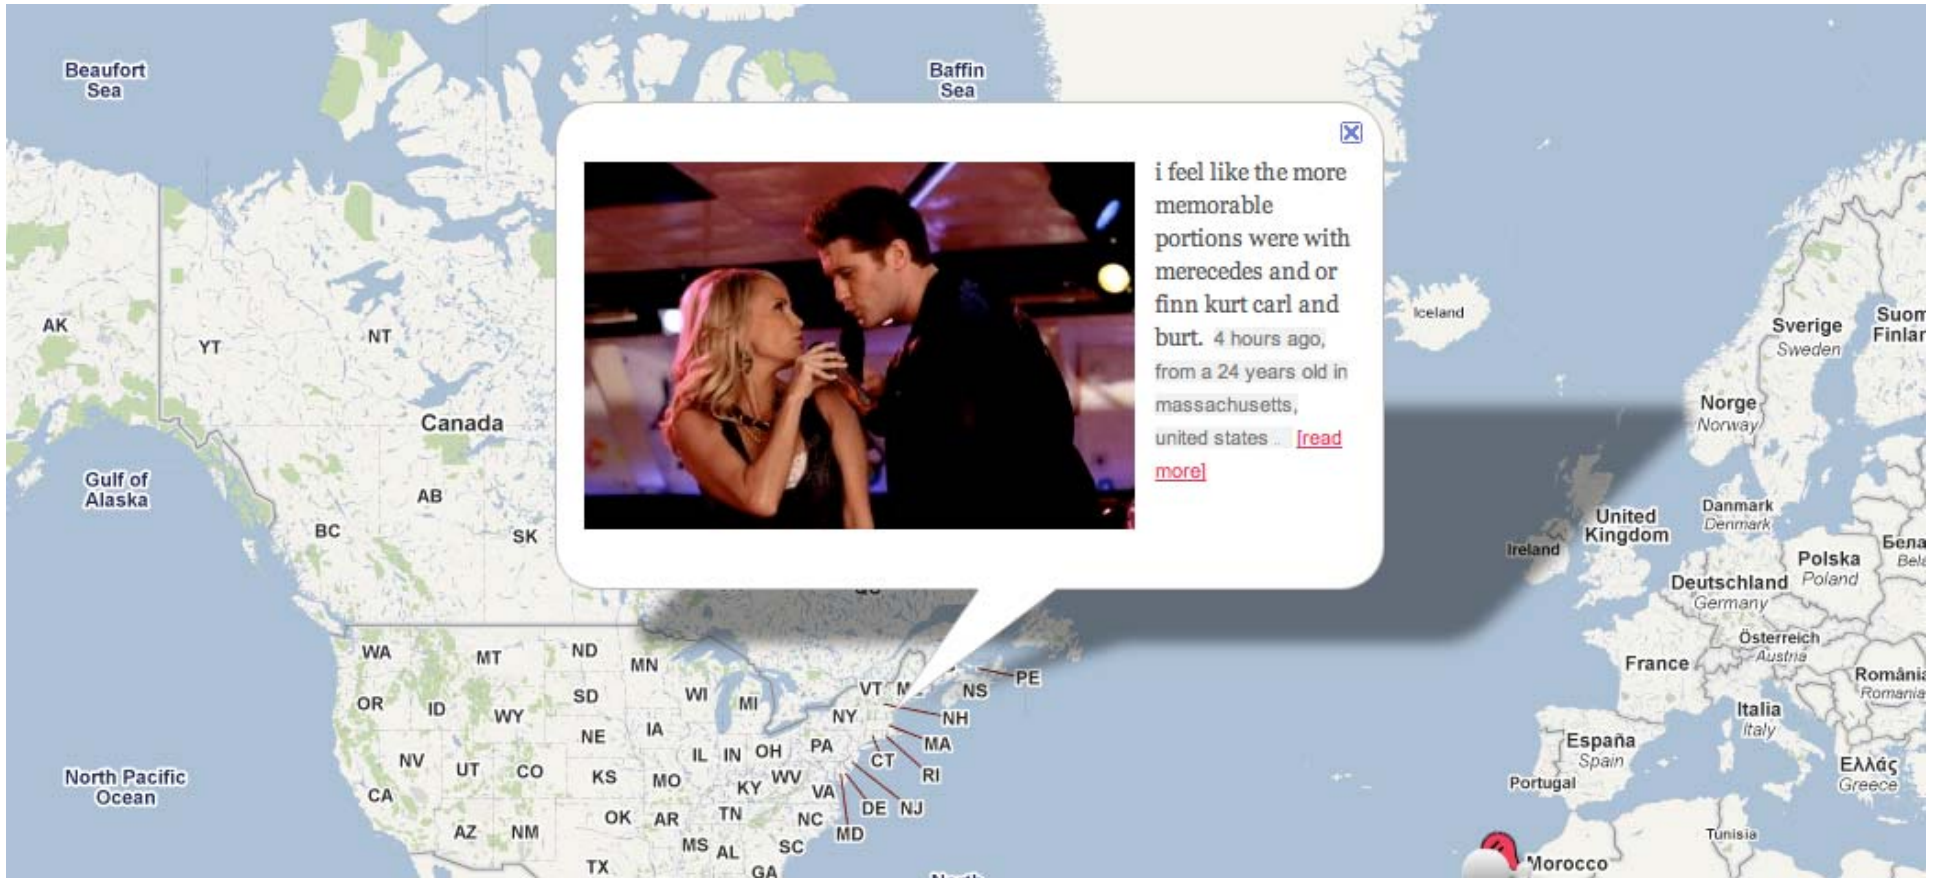 Beaufort
Sea
Baffin
Sea
i feel like the more
memorable
portions were with
merecedes and or
finn kurt carl and
burt. 4 hours ago,
from a 24 years old in
massachusetts,
united states .. [read
more]
Iceland
AK
YT
NT
Sverige
Sweden
Suom
Finlar
Canada
Norge
Norway
Gulf of
Alaska
AB
BC
SK
Ireland
United
Kingdom
Danmark
Denmark
Polska
Poland
Бела
Bela
Deutschland
Germany
Österreich
Austria
France
România
Romania
Italia
Italy
España
Spain
Portugal
Ελλάς
Greece
WA
MT
ND
MN
OR
ID
SD
WI
MI
VT
NS
PE
WY
NY
NH
NE
IA
MA
NV
UT
CO
IL
IN
OH
PA
CT
RI
KS
MO
KY
WV
VA
DE
NJ
CA
OK
AR
TN
NC
MD
AZ
NM
MS
AL
SC
TX
GA
North Pacific
Ocean
Tunisia
Morocco